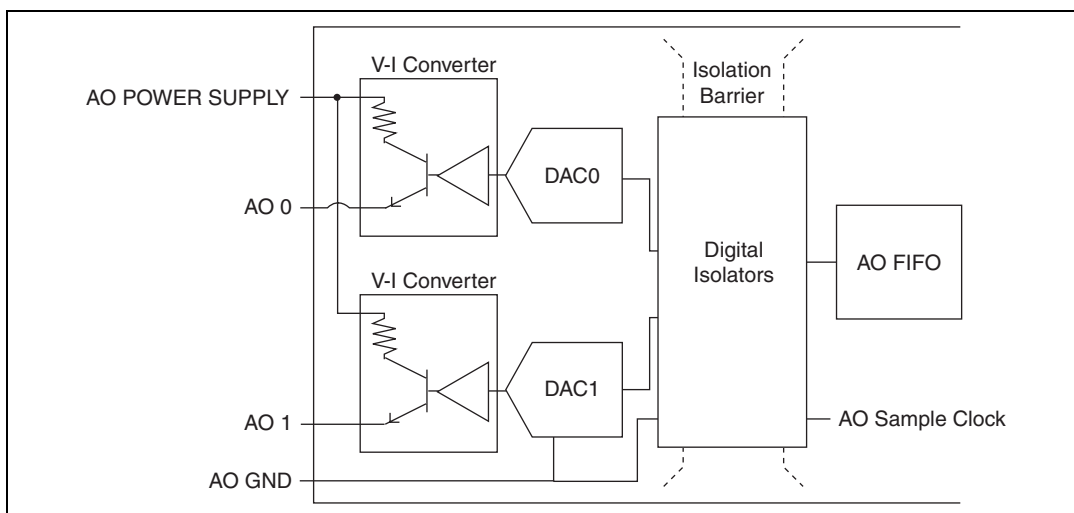 V-I Converter
Isolation
Barrier
AO POWER SUPPLY
DAC0
AO 0
Digital
Isolators
AO FIFO
V-I Converter
DAC1
AO 1
AO Sample Clock
AO GND